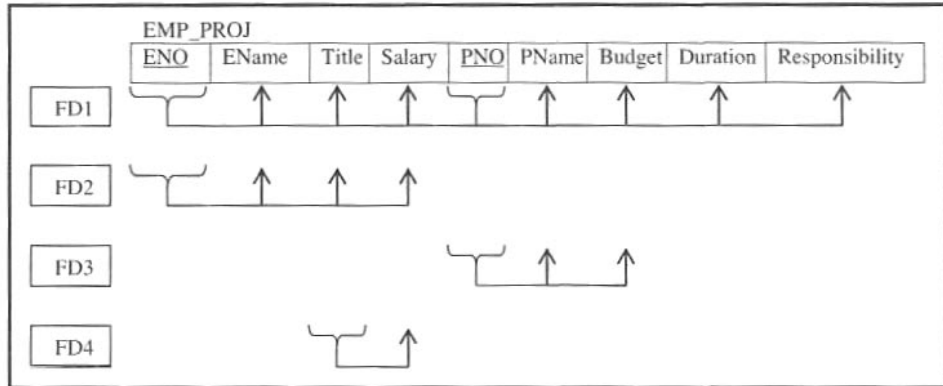 EMP_PROJ
ENO EName Title Salary PNO PName Budget Duration Responsibility
FD1
FD2
FD3
FD4